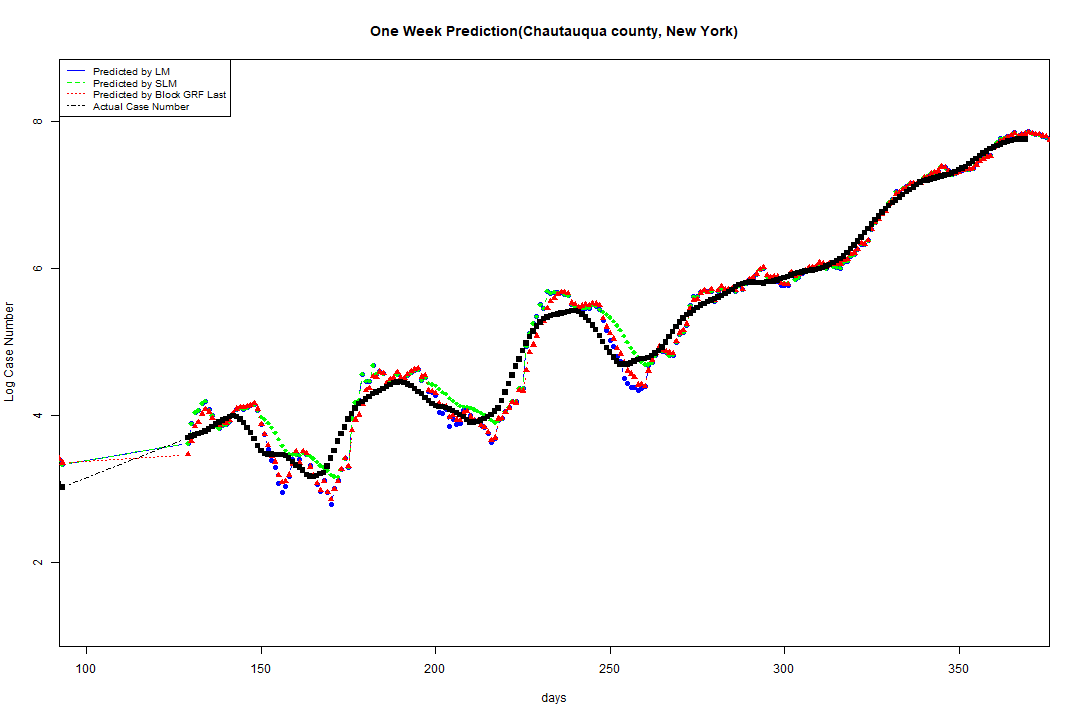 One Week Prediction(Chautauqua county, New York)
Predicted by LM
Predicted by SLM
Predicted by Block GRF Last
Actual Case Number
8
6
4
2
Log Case Number
100 150 200 250 300 350
days